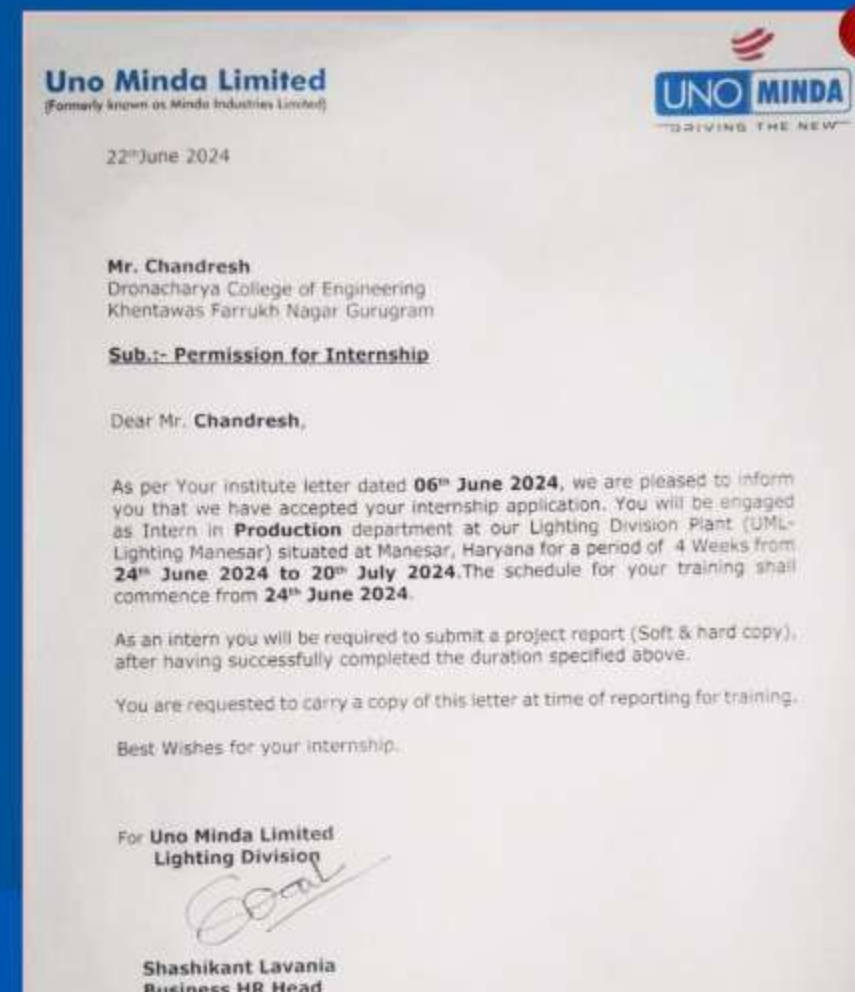 Uno Minda Limited
(Formerly known as Minda Industries Limited)
UNO MINDA
DRIVING THE NEW
22th June 2024
Mr. Chandresh
Dronacharya College of Engineering
Khentawas Farrukh Nagar Gurugram
Sub.:- Permission for Internship
Dear Mr. Chandresh,
As per Your institute letter dated 06th June 2024, we are pleased to inform
you that we have accepted your internship application. You will be engaged
as Intern in Production department at our Lighting Division Plant (UML-
Lighting Manesar) situated at Manesar, Haryana for a period of 4 Weeks from
24th June 2024 to 20th July 2024.The schedule for your training shall
commence from 24th June 2024.
As an intern you will be required to submit a project report (Soft & hard copy),
after having successfully completed the duration specified above.
You are requested to carry a copy of this letter at time of reporting for training.
Best Wishes for your internship.
For Uno Minda Limited
Lighting Division
Shashikant Lavania
Business HR Head